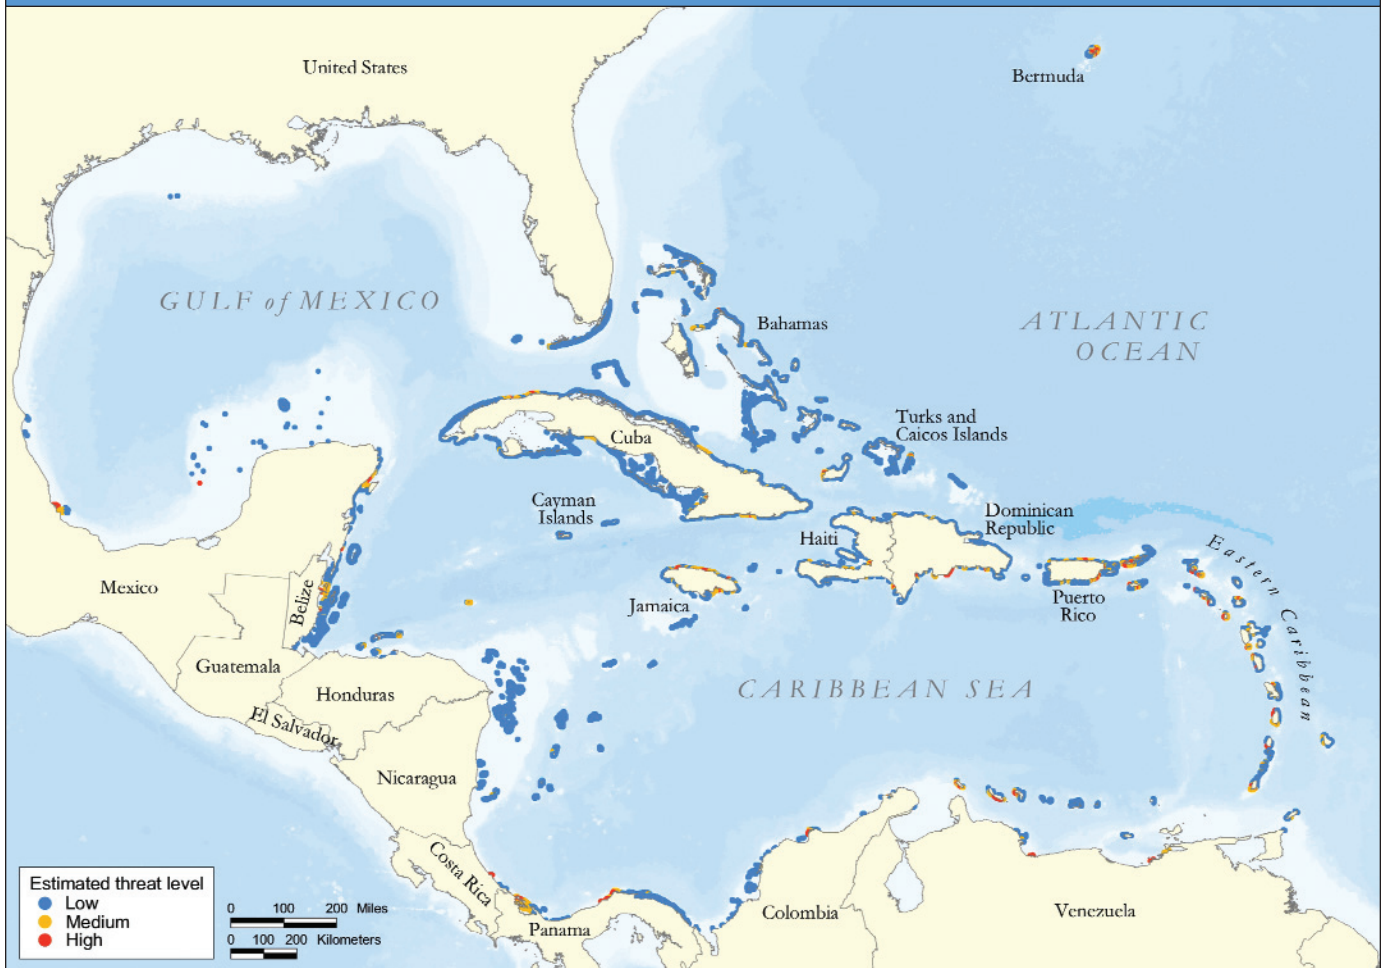 United States
Bermuda
GULF of MEXICO
ATLANTIC
OCEAN
Bahamas
Turks and
Caicos Islands
Cuba
Cayman
Islands
Dominican
Republic
Haiti
Eastern Caribbean
Mexico
Belize
Jamaica
Puerto
Rico
Guatemala
Honduras
CARIBBEAN SEA
El Salvador
Nicaragua
Costa Rica
Panama
Colombia
Venezuela
Estimated threat level
Low
Medium
High
0 100 200 Miles
0 100 200 Kilometers